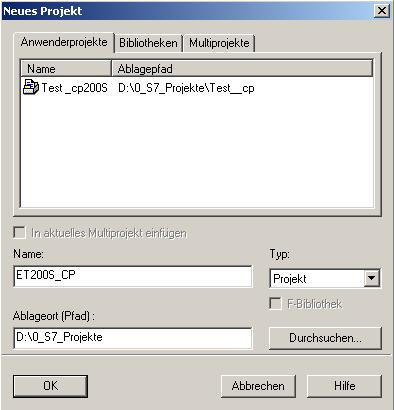 Neues Projekt
Anwenderprojekte Bibliotheken Multiprojekte
Name Ablagepfad
Test _cp200S D:\0_S7_Projekte\Test__cp
In aktuelles Multiprojekt einfügen
Name: Typ:
ET200S_CP Projekt
F-Bibliothek
Ablageort (Pfad) :
D:\0_S7_Projekte Durchsuchen...
OK Abbrechen Hilfe